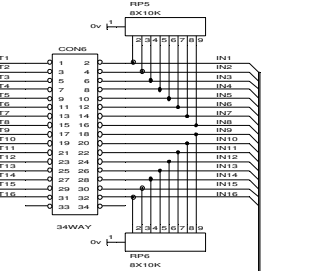 RP5
8X10K
0v 1
2 3 4 5 6 7 8 9
CON6
T1 1 2 IN1
T2 3 4 IN2
T3 5 6 IN3
T4 7 8 IN4
T5 9 10 IN5
T6 11 12 IN6
T7 13 14 IN7
T8 15 16 IN8
T9 17 18 IN9
T10 19 20 IN10
T11 21 22 IN11
T12 23 24 IN12
T13 25 26 IN13
T14 27 28 IN14
T15 29 30 IN15
T16 31 32 IN16
33 34
34WAY
2 3 4 5 6 7 8 9
0v 1
RP6
8X10K